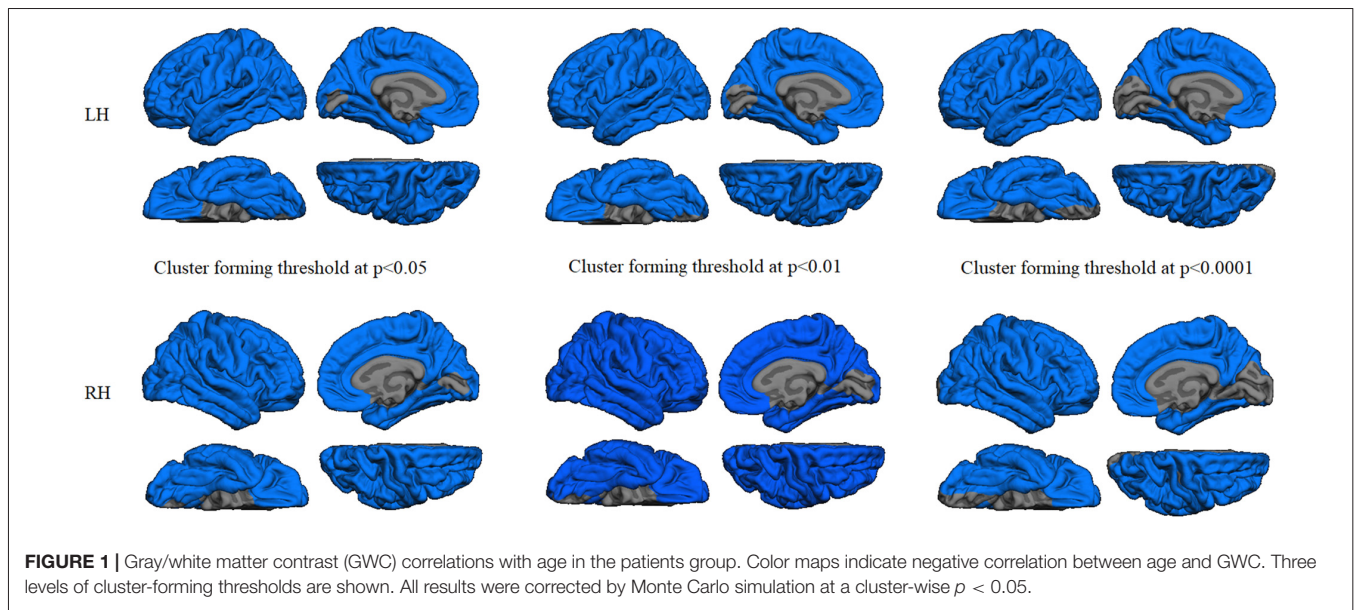 LH
Cluster forming threshold at p<0.05
Cluster forming threshold at p<0.01
Cluster forming threshold at p<0.0001
RH
FIGURE 1 | Gray/white matter contrast (GWC) correlations with age in the patients group. Color maps indicate negative correlation between age and GWC. Three
levels of cluster-forming thresholds are shown. All results were corrected by Monte Carlo simulation at a cluster-wise p < 0.05.